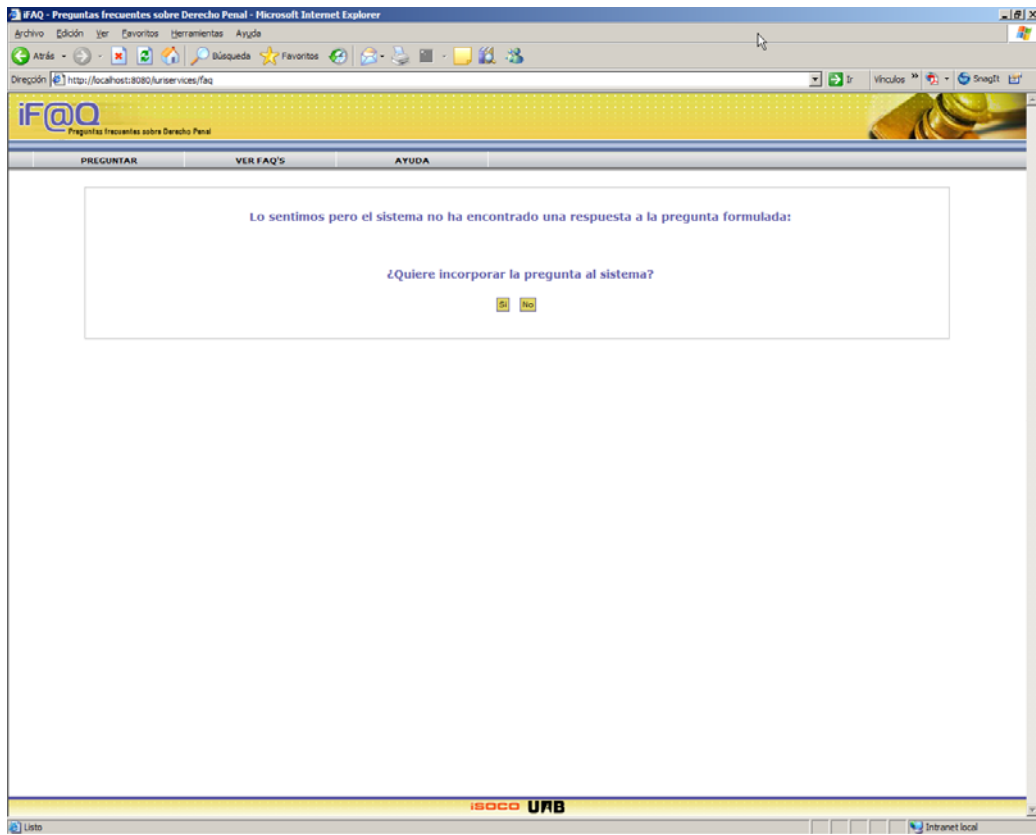 iFAQ - Preguntas frecuentes sobre Derecho Penal - Microsoft Internet Explorer
Archivo Edición Ver Favoritos Herramientas Ayuda
Atrás Búsqueda Favoritos
Dirección http://localhost:8080/iuriservices/faq Ir Vínculos » SnagIt
iF@Q
Preguntas frecuentes sobre Derecho Penal
PREGUNTAR VER FAQ'S AYUDA
Lo sentimos pero el sistema no ha encontrado una respuesta a la pregunta formulada:
¿Quiere incorporar la pregunta al sistema?
Si No
isoco UAB
Listo Intranet local